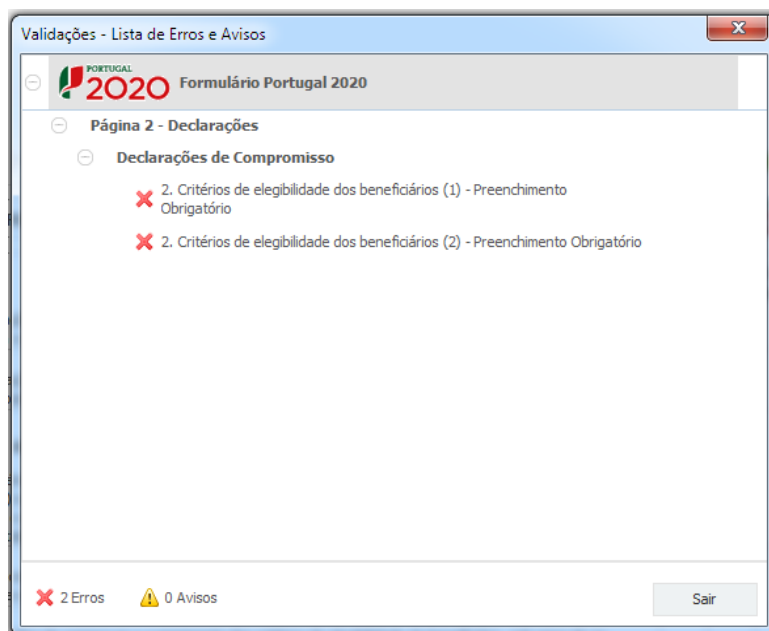 Validações - Lista de Erros e Avisos
PORTUGAL
2020
Formulário Portugal 2020
Página 2 - Declarações
Declarações de Compromisso
2. Critérios de elegibilidade dos beneficiários (1) - Preenchimento
Obrigatório
2. Critérios de elegibilidade dos beneficiários (2) - Preenchimento Obrigatório
2 Erros
0 Avisos
Sair